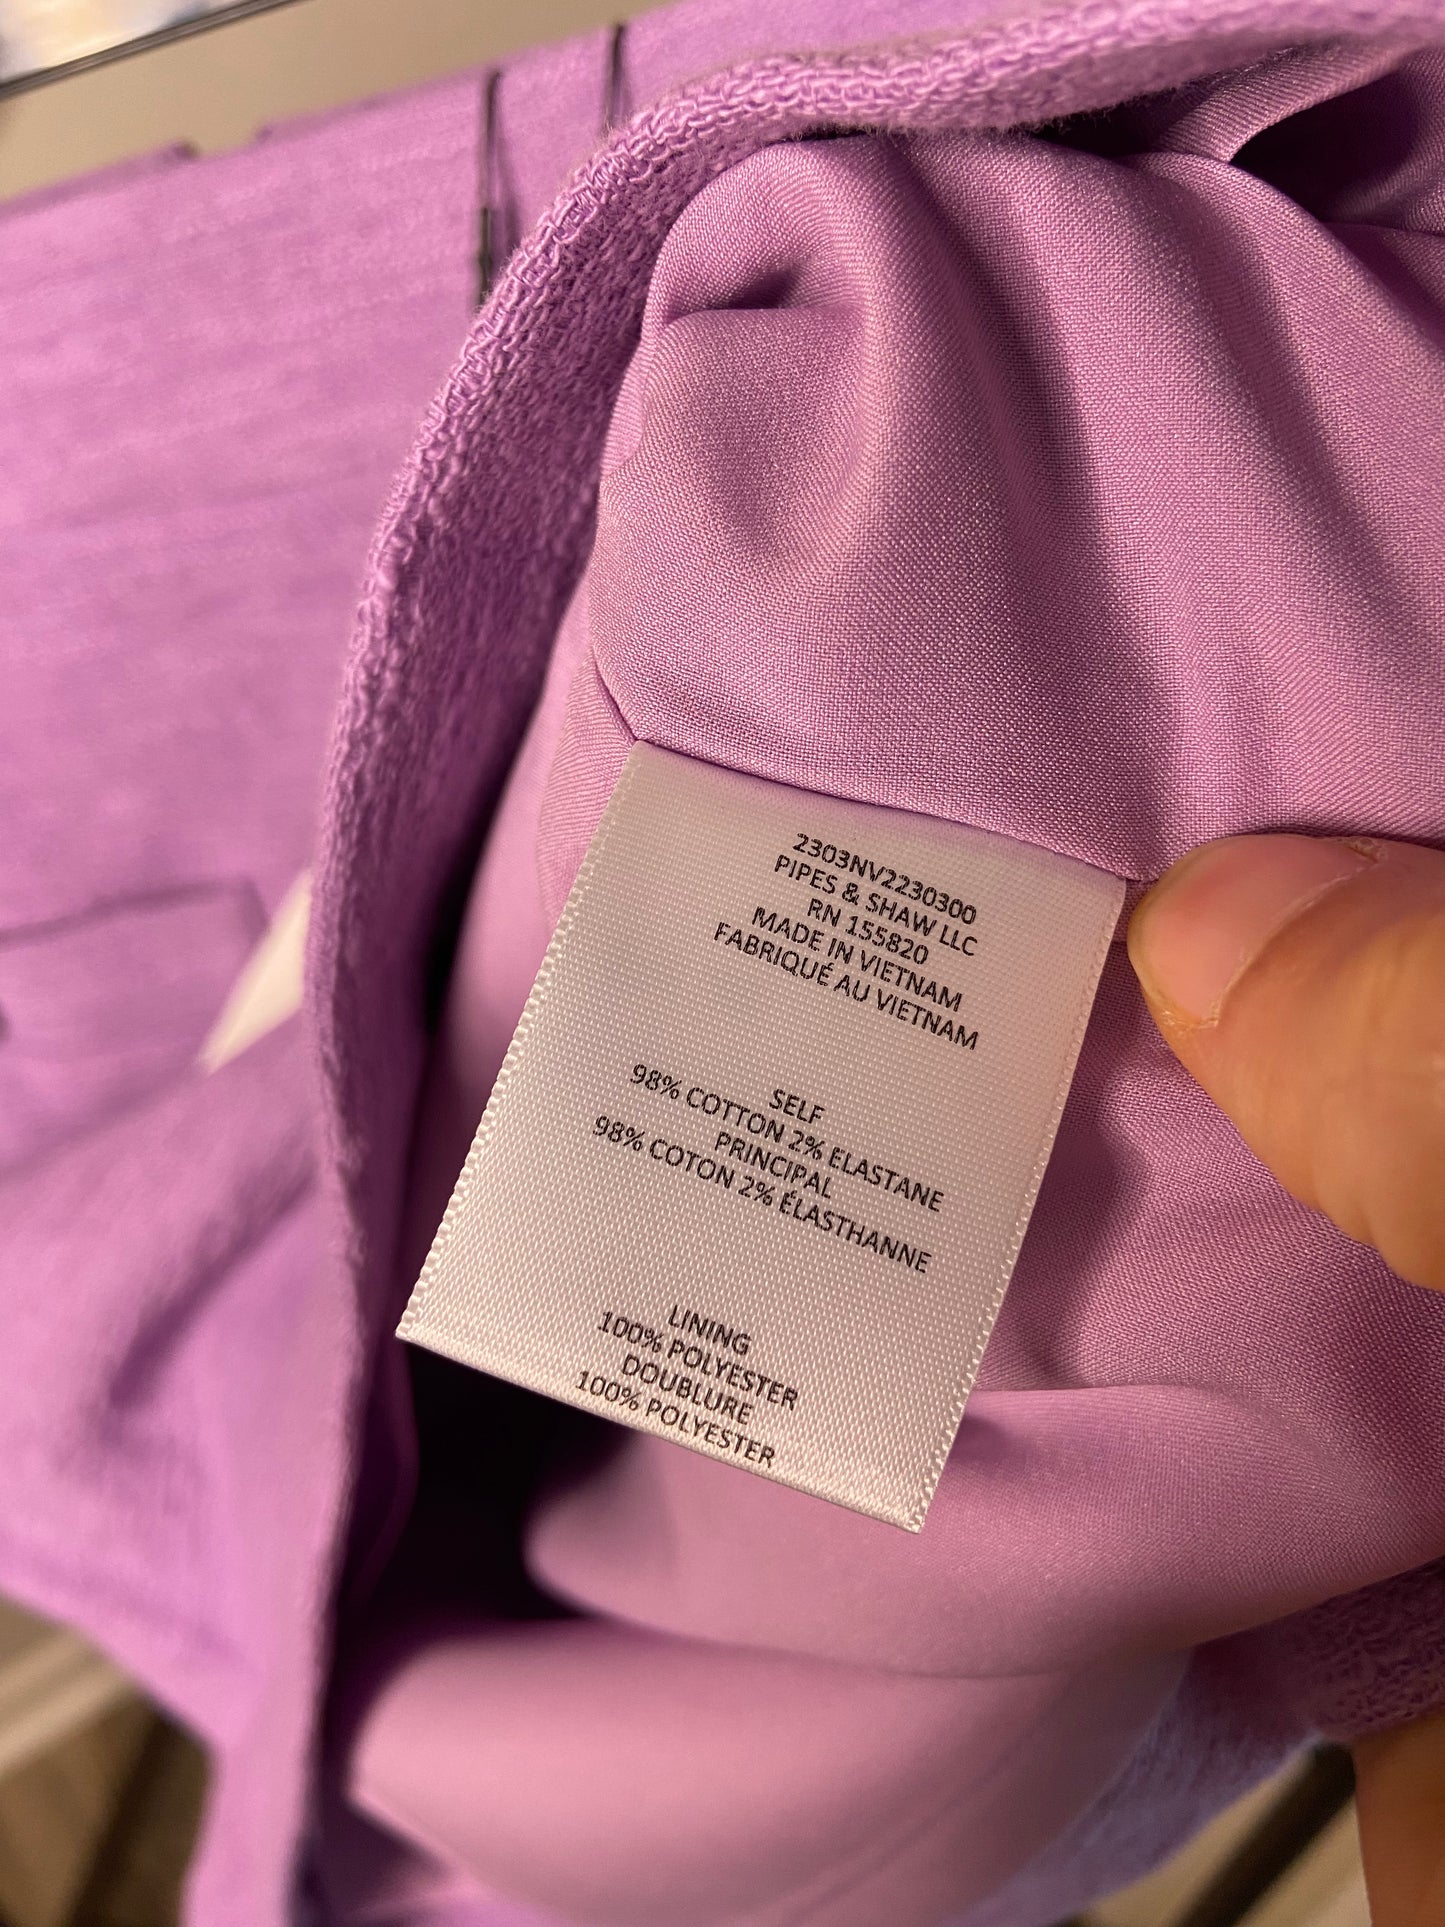 2303NV2230300
PIPES & SHAW LLC
RN 155820
MADE IN VIETNAM
FABRIQUÉ AU VIETNAM
SELF
98% COTTON 2% ELASTANE
PRINCIPAL
98% COTON 2% ÉLASTHANNE
LINING
100% POLYESTER
DOUBLURE
100% POLYESTER